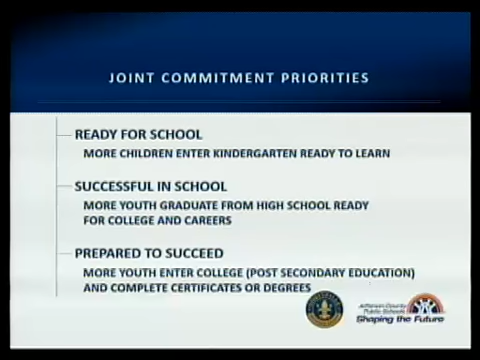 JOINT COMMITMENT PRIORITIES
READY FOR SCHOOL
MORE CHILDREN ENTER KINDERGARTEN READY TO LEARN
SUCCESSFUL IN SCHOOL
MORE YOUTH GRADUATE FROM HIGH SCHOOL READY
FOR COLLEGE AND CAREERS
PREPARED TO SUCCEED
MORE YOUTH ENTER COLLEGE (POST SECONDARY EDUCATION)
AND COMPLETE CERTIFICATES OR DEGREES
Jefferson County
Public Schools
Shaping the Future